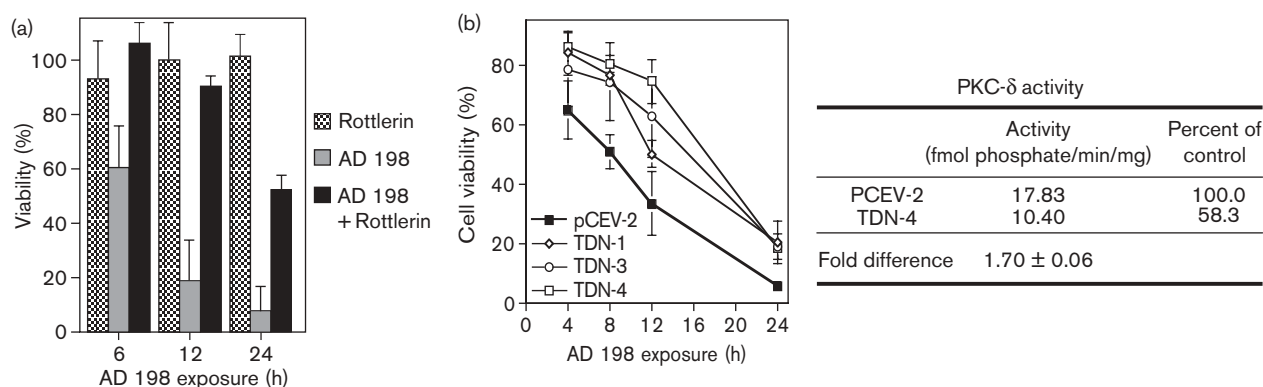 (a)
100
80
60
40
20
0
Viability (%)
6 12 24
AD 198 exposure (h)
Rottlerin
AD 198
AD 198
+ Rottlerin
(b)
80
60
40
20
0
Cell viability (%)
pCEV-2
TDN-1
TDN-3
TDN-4
0 4 8 12 16 20 24
AD 198 exposure (h)
PKC-δ activity
Activity Percent of
(fmol phosphate/min/mg) control
PCEV-2 17.83 100.0
TDN-4 10.40 58.3
Fold difference 1.70 ± 0.06